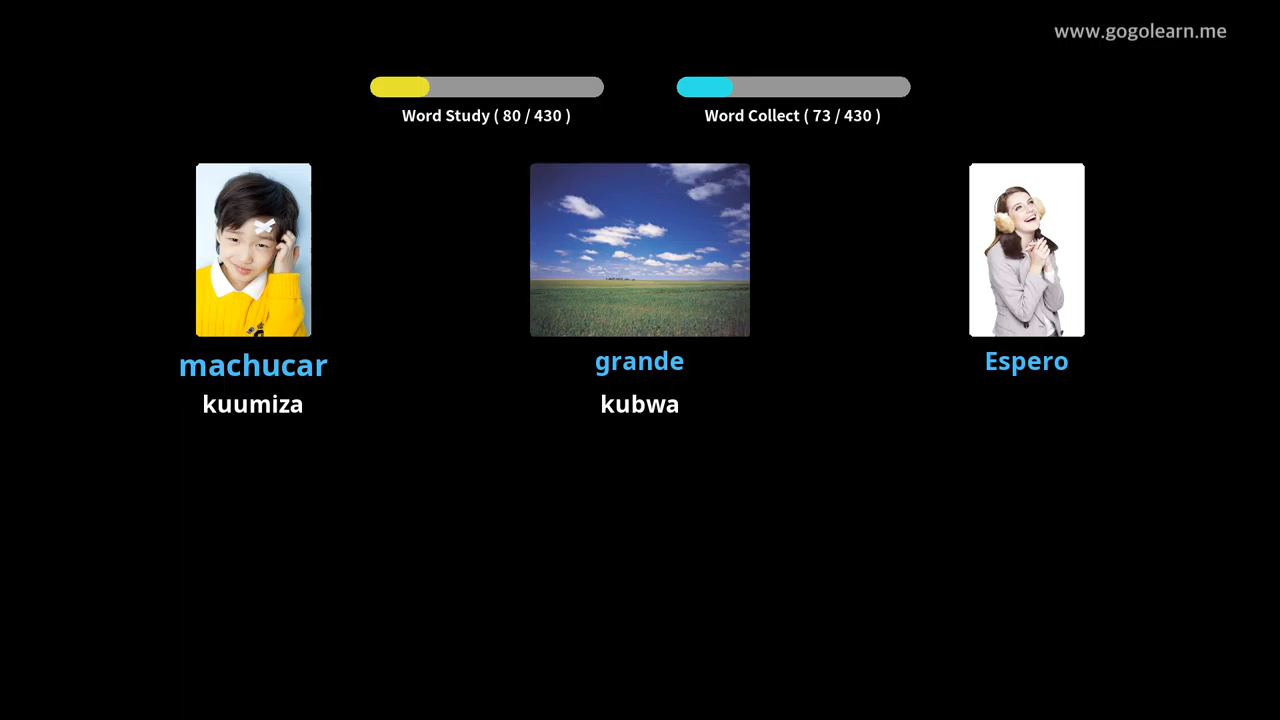 www.gogolearn.me
Word Study ( 80 / 430 )
Word Collect ( 73 / 430 )
machucar
kuumiza
grande
kubwa
Espero